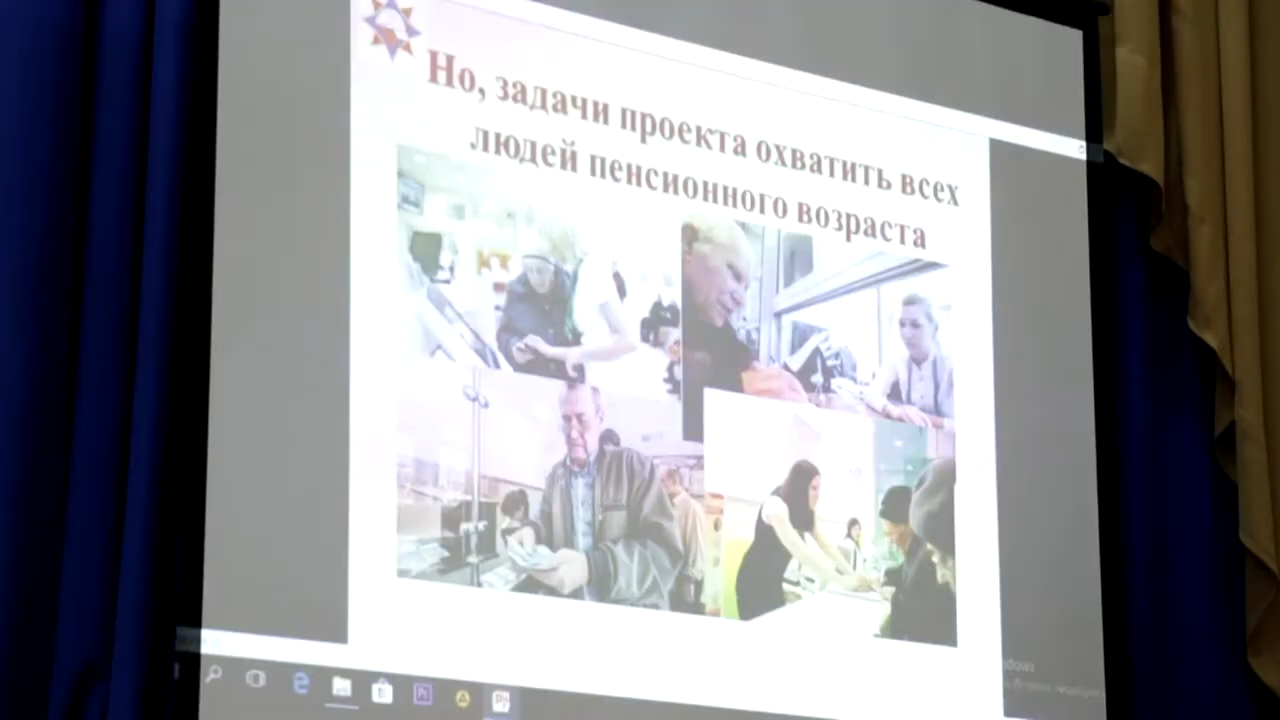 Но, задачи проекта охватить всех
людей пенсионного возраста